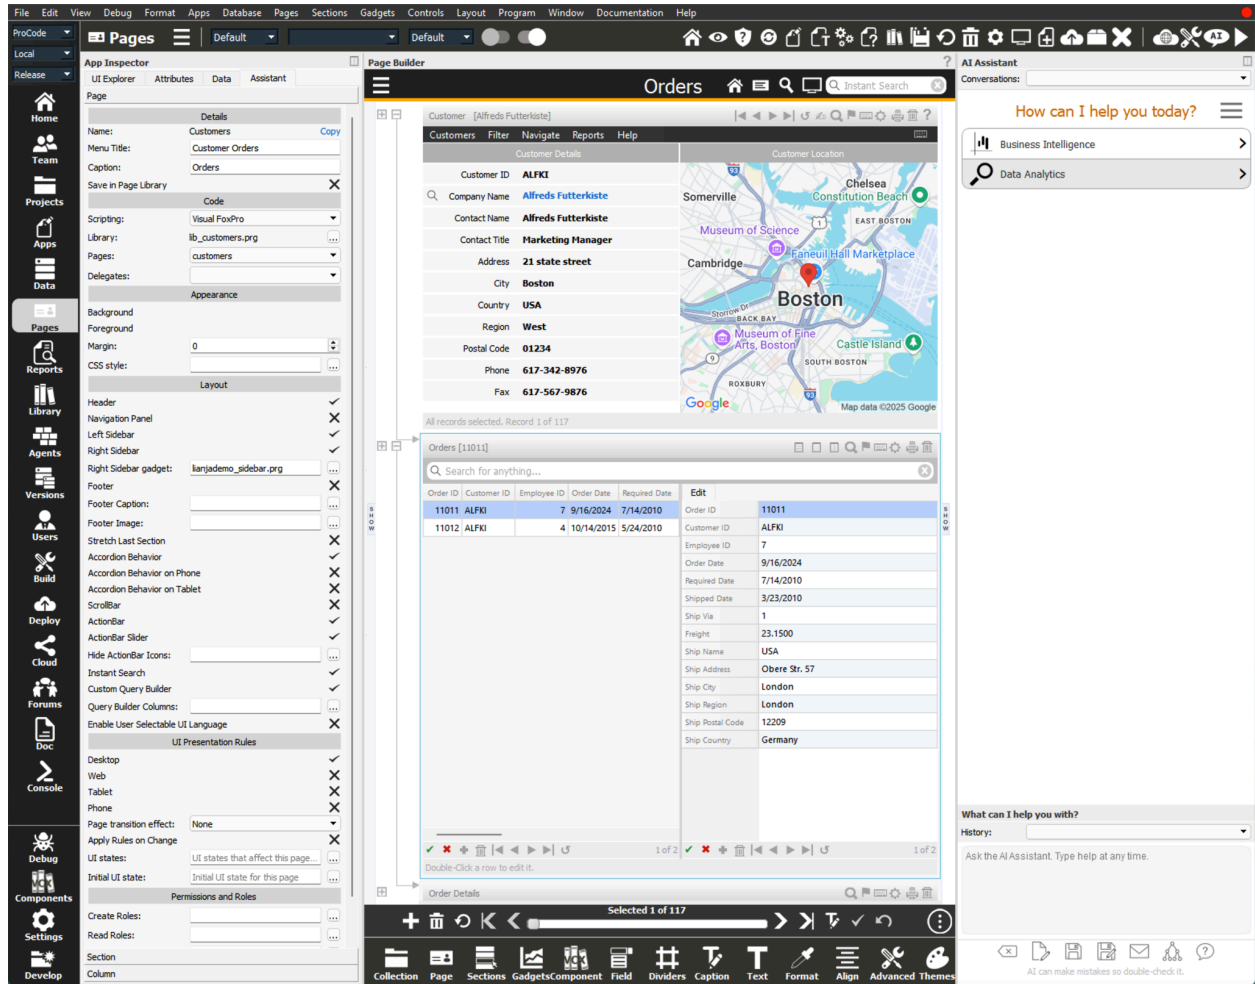 File Edit View Debug Format Apps Database Pages Sections Gadgets Controls Layout Program Window Documentation Help
ProCode
Local
Release
Home
Team
Projects
Apps
Data
Pages
Reports
Library
Agents
Versions
Users
Build
Deploy
Cloud
Forums
Doc
Console
Debug
Components
Settings
Develop
Pages Default Default
App Inspector
UI Explorer Attributes Data Assistant
Page
Details
Name: Customers Copy
Menu Title: Customer Orders
Caption: Orders
Save in Page Library
Code
Scripting: Visual FoxPro
Library: lib_customers.prg ...
Pages: customers
Delegates:
Appearance
Background
Foreground
Margin: 0
CSS style: ...
Layout
Header
Navigation Panel
Left Sidebar
Right Sidebar
Right Sidebar gadget: lianjademo_sidebar.prg ...
Footer
Footer Caption: ...
Footer Image: ...
Stretch Last Section
Accordion Behavior
Accordion Behavior on Phone
Accordion Behavior on Tablet
ScrollBar
ActionBar
ActionBar Slider
Hide ActionBar Icons: ...
Instant Search
Custom Query Builder
Query Builder Columns: ...
Enable User Selectable UI Language
UI Presentation Rules
Desktop
Web
Tablet
Phone
Page transition effect: None
Apply Rules on Change
UI states: UI states that affect this page... ...
Initial UI state: Initial UI state for this page ...
Permissions and Roles
Create Roles: ...
Read Roles: ...
Section
Column
Page Builder ?
Orders Instant Search
Customer [Alfreds Futterkiste] ?
Customers Filter Navigate Reports Help
Customer Details
Customer ID ALFKI
Company Name Alfreds Futterkiste
Contact Name Alfreds Futterkiste
Contact Title Marketing Manager
Address 21 state street
City Boston
Country USA
Region West
Postal Code 01234
Phone 617-342-8976
Fax 617-567-9876
Customer Location
93
Chelsea
Somerville
Constitution Beach
1
EAST BOSTON
Museum of Science
Faneuil Hall Marketplace
Cambridge
Boston
Storrow Dr
BACK BAY
Museum of Fine
Arts, Boston
Castle Island
9
SOUTH BOSTON
ROXBURY
93
Google
Map data ©2025 Google
All records selected. Record 1 of 117
Orders [11011]
Search for anything...
Order ID Customer ID Employee ID Order Date Required Date
11011 ALFKI 7 9/16/2024 7/14/2010
11012 ALFKI 4 10/14/2015 5/24/2010
1 of 2
Edit
Order ID 11011
Customer ID ALFKI
Employee ID 7
Order Date 9/16/2024
Required Date 7/14/2010
Shipped Date 3/23/2010
Ship Via 1
Freight 23.1500
Ship Name USA
Ship Address Obere Str. 57
Ship City London
Ship Region London
Ship Postal Code 12209
Ship Country Germany
1 of 2
Double-Click a row to edit it.
SHOW
SHOW
Order Details
Selected 1 of 117
Collection Page Sections Gadgets Component Field Dividers Caption Text Format Align Advanced Themes
AI
AI Assistant
Conversations:
How can I help you today?
Business Intelligence
Data Analytics
What can I help you with?
History:
Ask the AI Assistant. Type help at any time.
AI can make mistakes so double-check it.